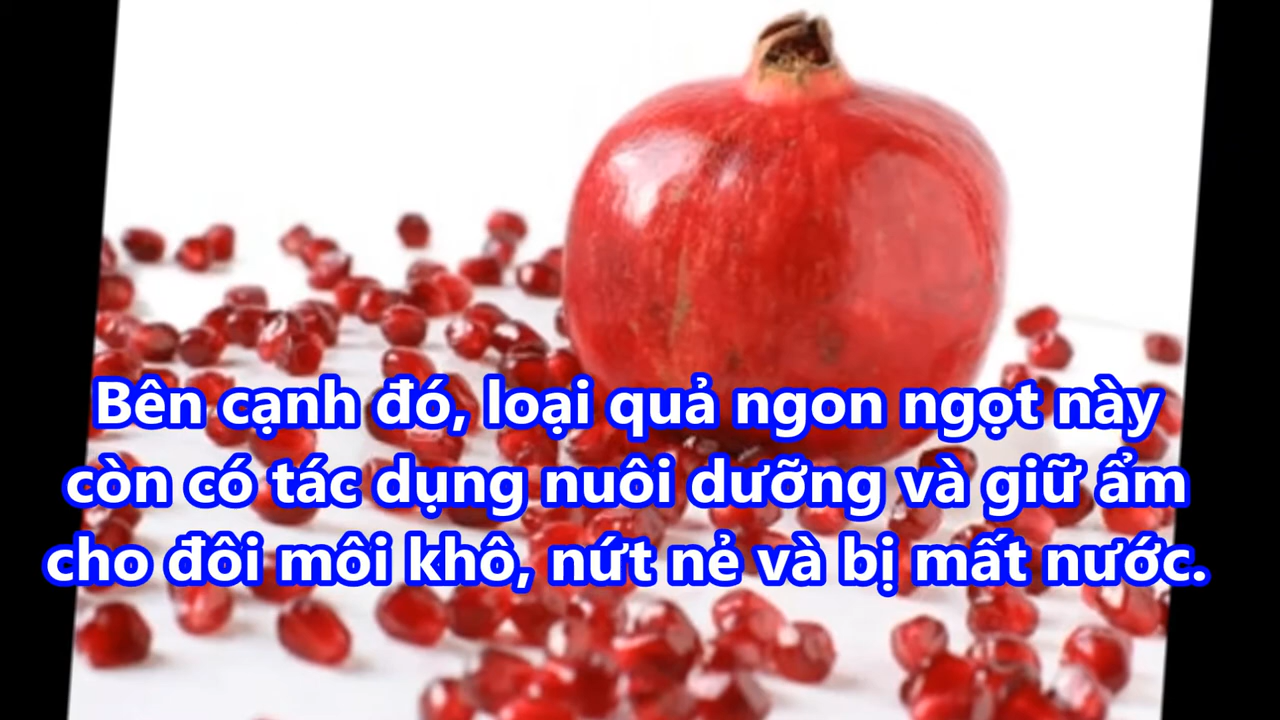 Bên cạnh đó, loại quả ngon ngọt này
còn có tác dụng nuôi dưỡng và giữ ẩm
cho đôi môi khô, nứt nẻ và bị mất nước.